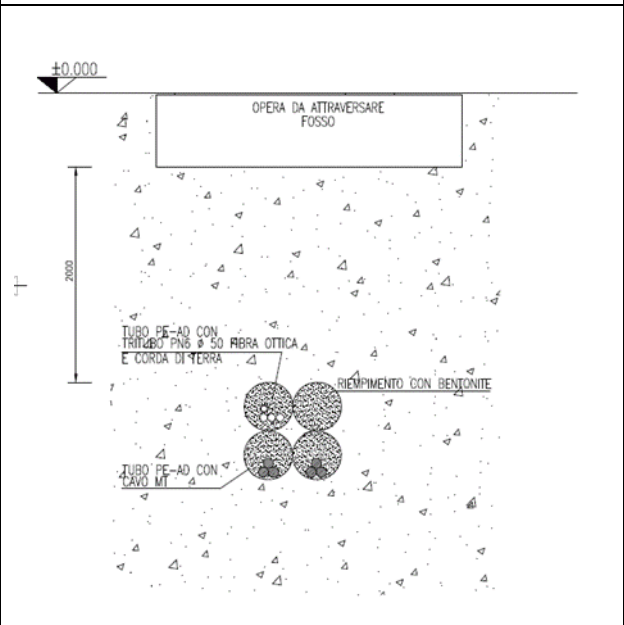 ±0.000
OPERA DA ATTRAVERSARE
FOSSO
2000
TUBO PE-AD CON
TRITUBO PN6 ø 50 FIBRA OTTICA
E CORDA DI TERRA
RIEMPIMENTO CON BENTONITE
TUBO PE-AD CON
CAVO MT